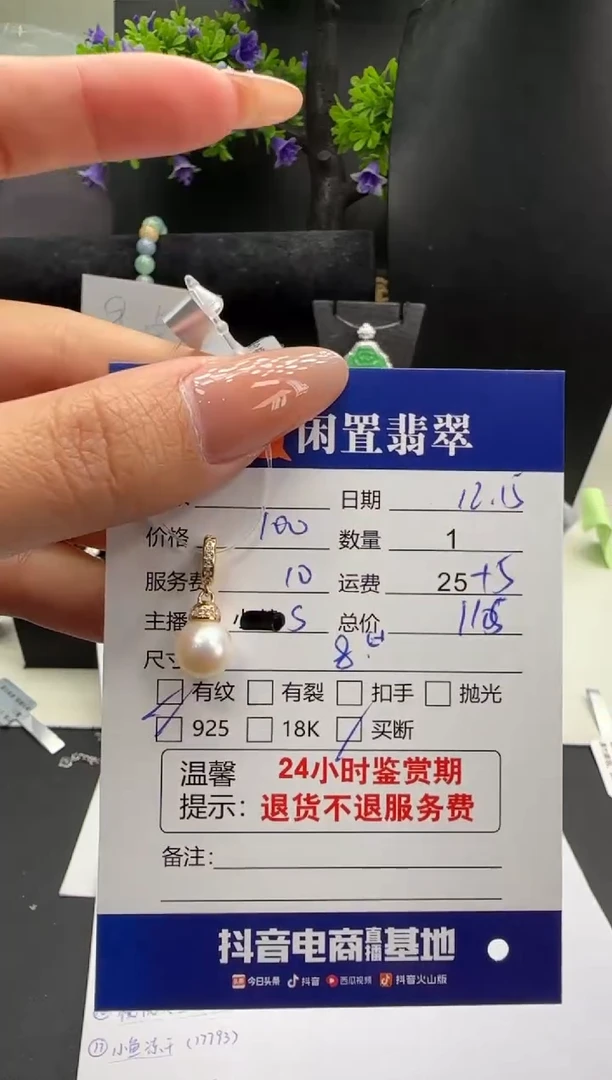 闲置翡翠
日期 12.15
价格 100 数量 1
服务费 10 运费 25+5
主播 S 总价
尺寸
有纹 有裂 扣手 抛光
925 18K 买断
温馨 24小时鉴赏期
提示: 退货不退服务费
备注:
抖音电商直播基地
今日头条 抖音 西瓜视频 抖音火山版
⑰ 小鱼冻干 (17793)